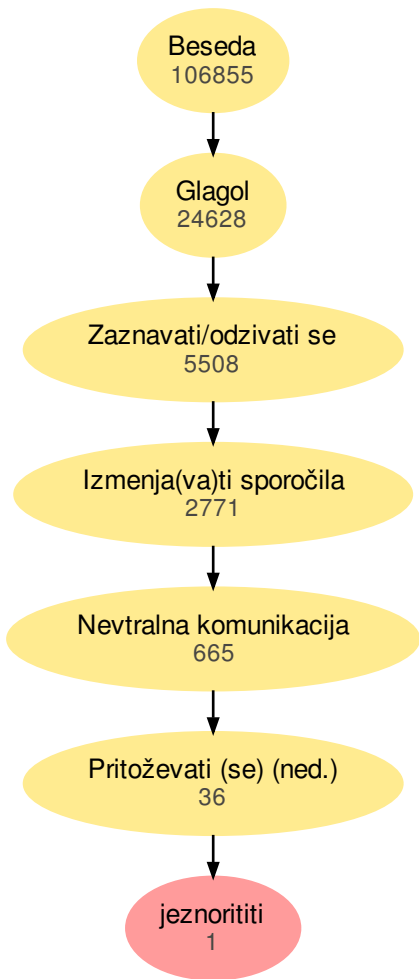 Beseda
106855
Glagol
24628
Zaznavati/odzivati se
5508
Izmenja(va)ti sporočila
2771
Nevtralna komunikacija
665
Pritoževati (se) (ned.)
36
jeznorititi
1